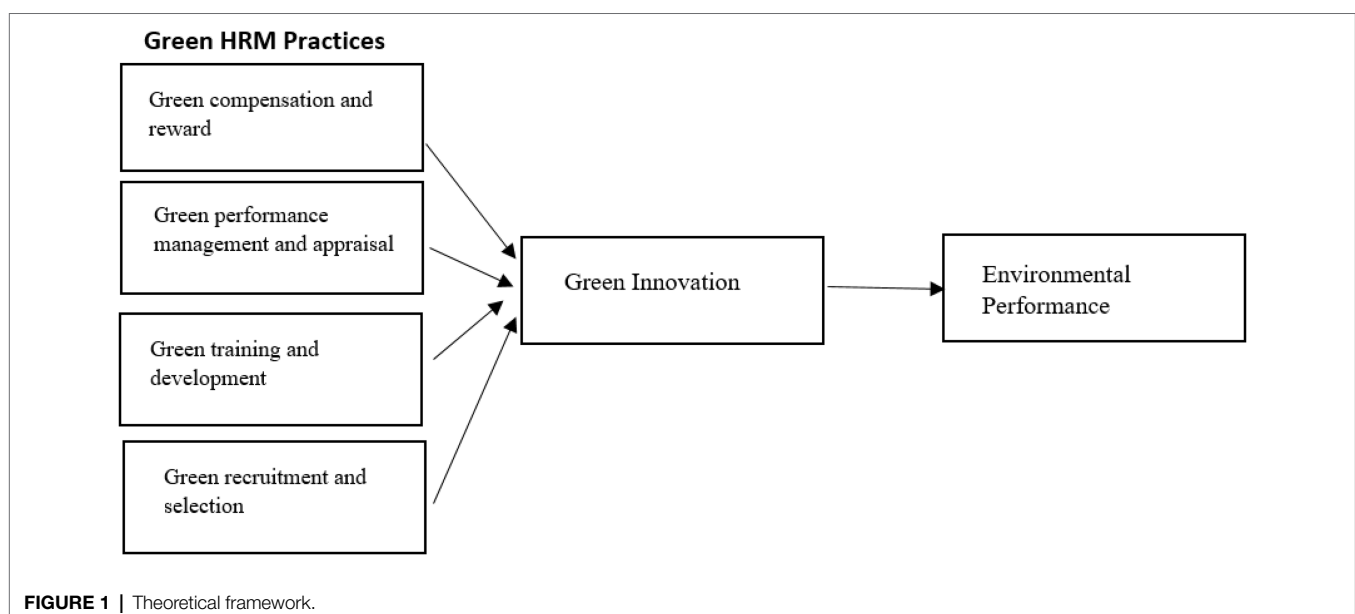 Green HRM Practices
Green compensation and
reward
Green performance
management and appraisal
Green training and
development
Green recruitment and
selection
Green Innovation
Environmental
Performance
FIGURE 1 | Theoretical framework.